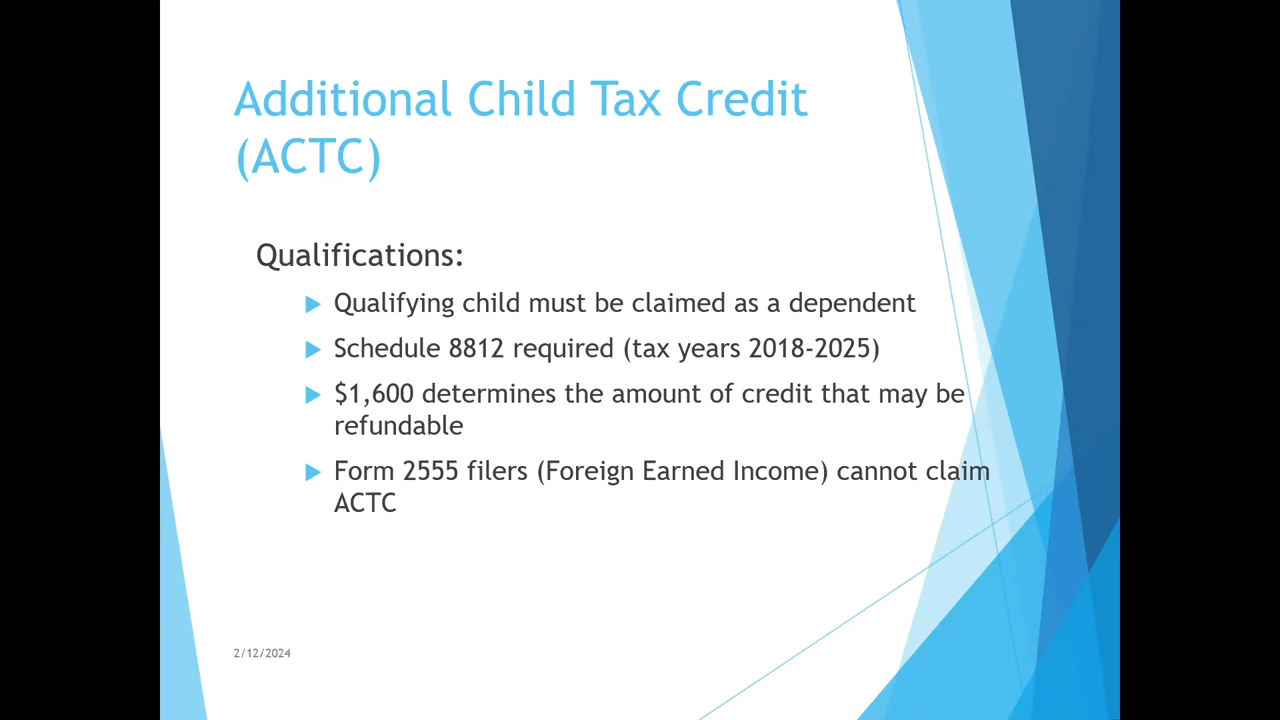 Additional Child Tax Credit
(ACTC)
Qualifications:
Qualifying child must be claimed as a dependent
Schedule 8812 required (tax years 2018-2025)
$1,600 determines the amount of credit that may be
refundable
Form 2555 filers (Foreign Earned Income) cannot claim
ACTC
2/12/2024